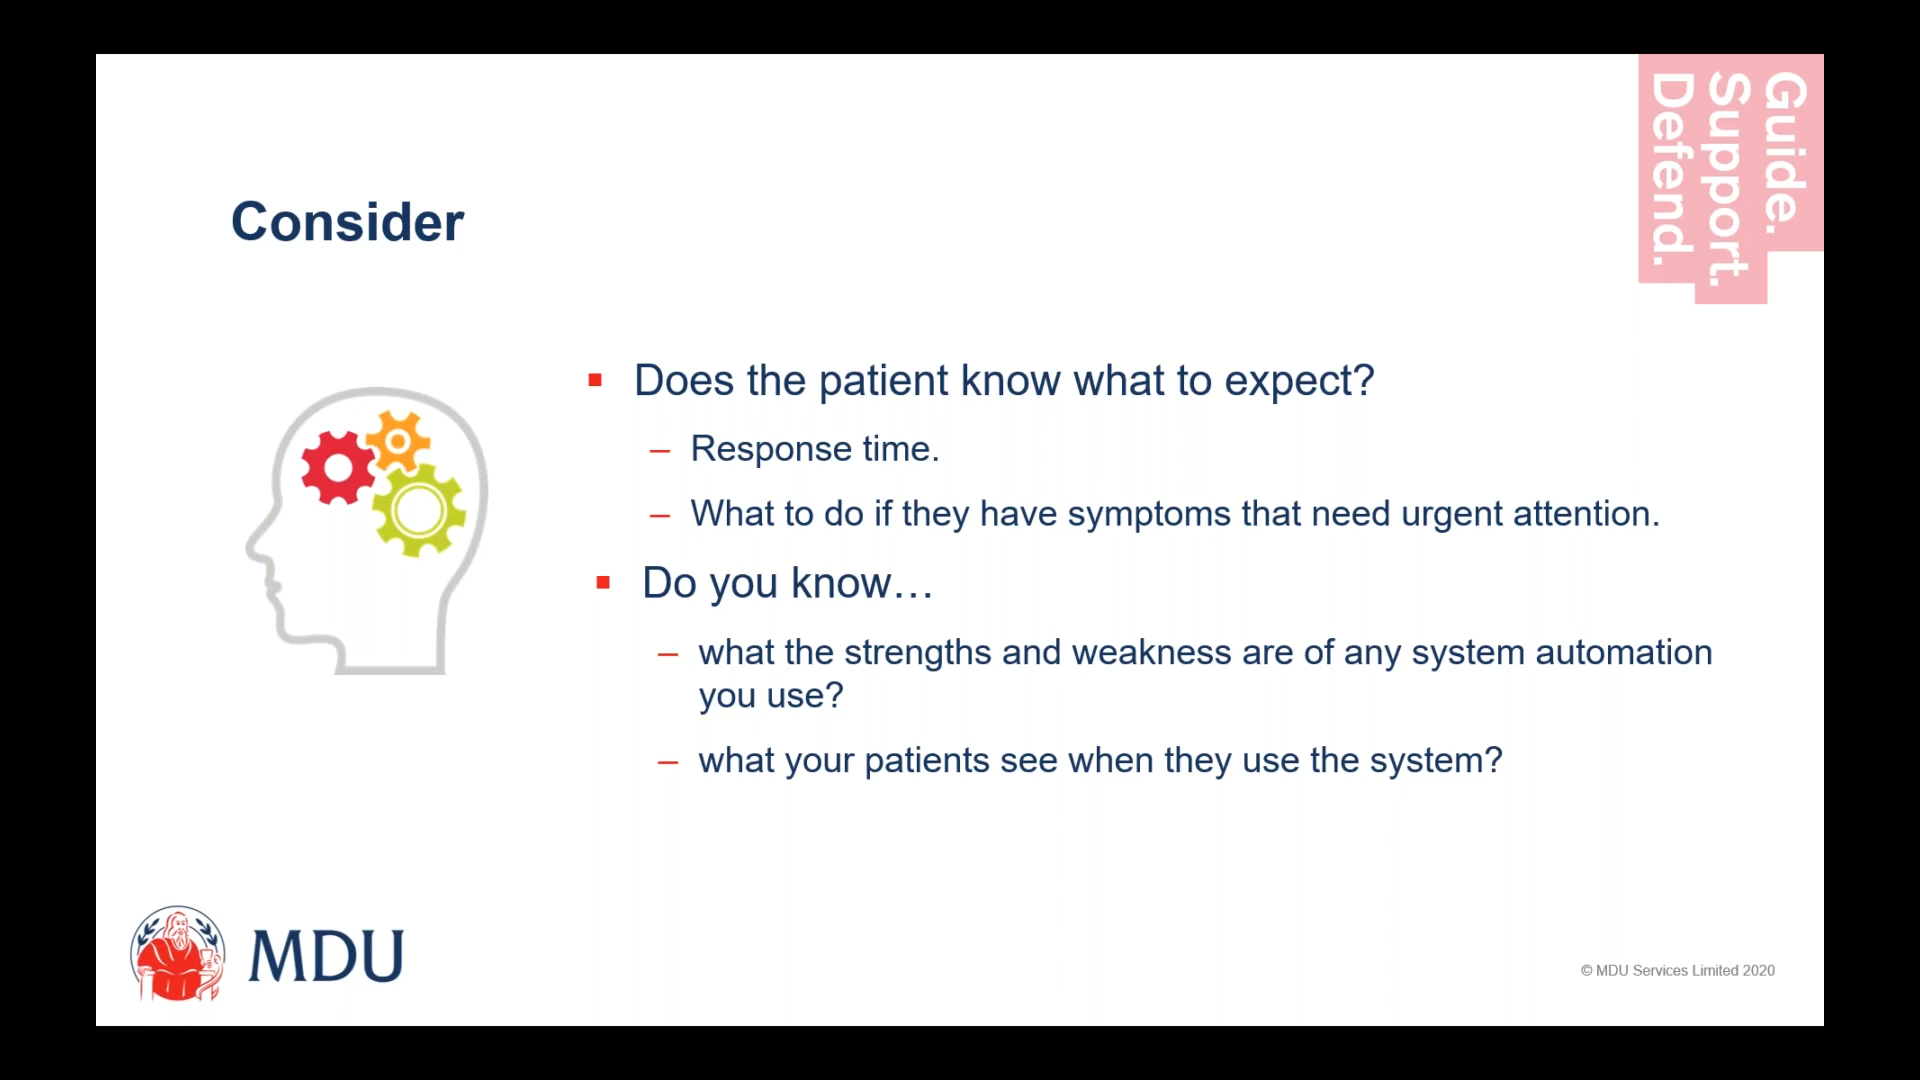 Guide.
Support.
Defend.
Consider
▪ Does the patient know what to expect?
– Response time.
– What to do if they have symptoms that need urgent attention.
▪ Do you know…
– what the strengths and weakness are of any system automation
you use?
– what your patients see when they use the system?
MDU
© MDU Services Limited 2020